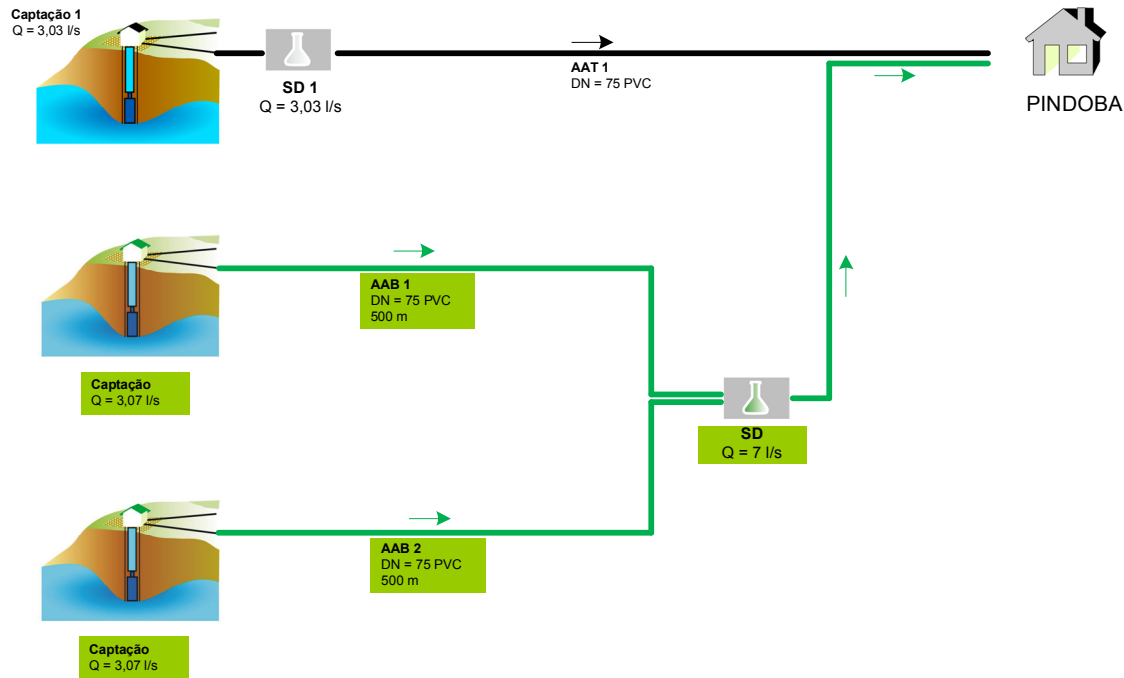 Captação 1
Q = 3,03 l/s
SD 1
Q = 3,03 l/s
AAT 1
DN = 75 PVC
PINDOBA
AAB 1
DN = 75 PVC
500 m
Captação
Q = 3,07 l/s
SD
Q = 7 l/s
AAB 2
DN = 75 PVC
500 m
Captação
Q = 3,07 l/s